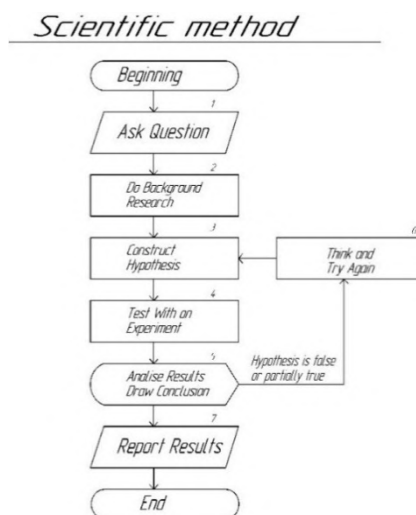 Scientific method
Beginning
1
Ask Question
2
Do Background
Research
3
Construct
Hypothesis
6
Think and
Try Again
4
Test With an
Experiment
5
Analise Results
Draw Conclusion
Hypothesis is false
or partially true
7
Report Results
End